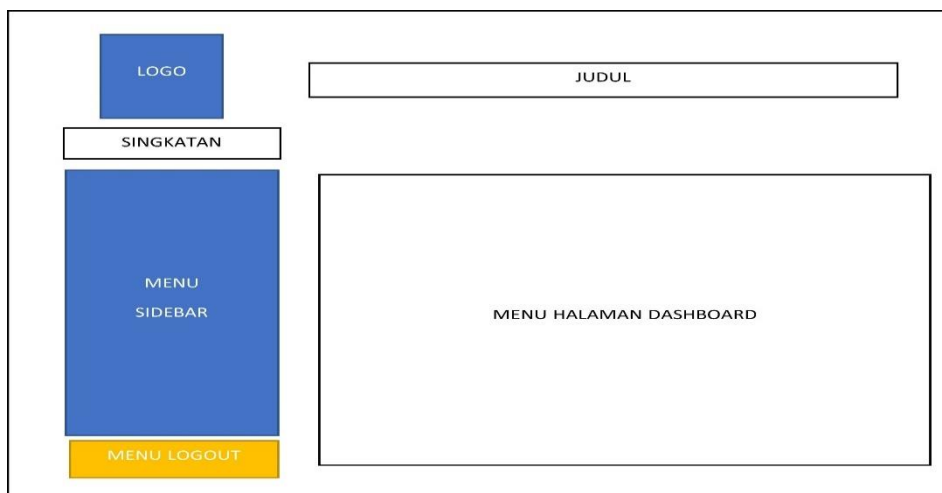 LOGO
JUDUL
SINGKATAN
MENU
SIDEBAR
MENU HALAMAN DASHBOARD
MENU LOGOUT